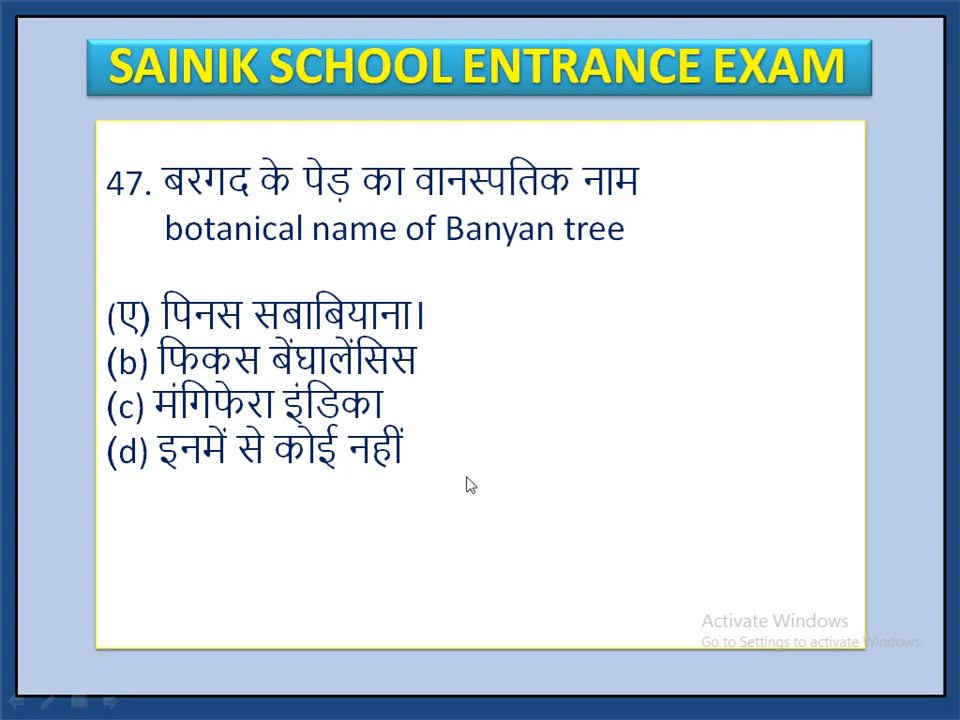 SAINIK SCHOOL ENTRANCE EXAM
47. बरगद के पेड़ का वानस्पतिक नाम
botanical name of Banyan tree
(ए) पिनस सबाबियाना।
(b) फिकस बेंघालेंसिस
(c) मंगिफेरा इंडिका
(d) इनमें से कोई नहीं
Activate Windows
Go to Settings to activate Windows.